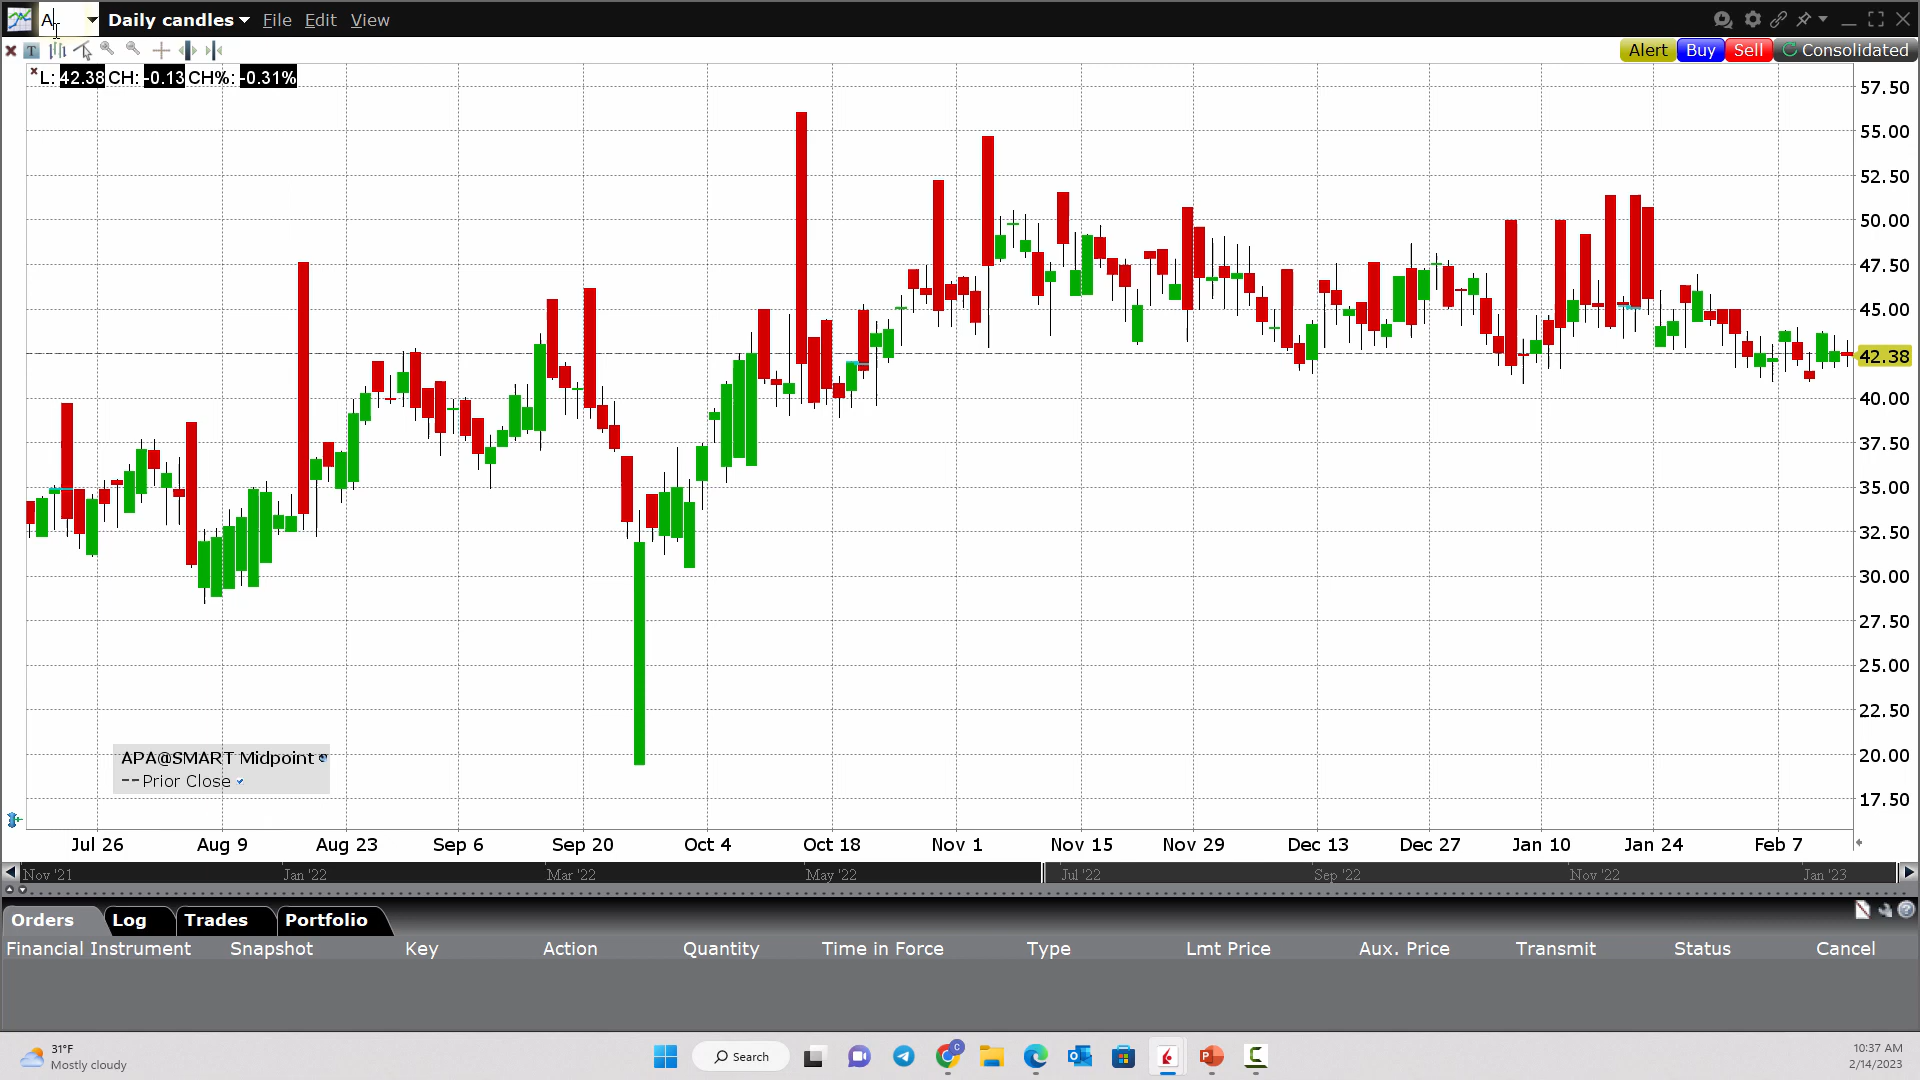 A Daily candles File Edit View
T Alert Buy Sell Consolidated
L: 42.38 CH: -0.13 CH%: -0.31%
57.50
55.00
52.50
50.00
47.50
45.00
42.38
40.00
37.50
35.00
32.50
30.00
27.50
25.00
22.50
20.00
17.50
APA@SMART Midpoint
--Prior Close
Jul 26 Aug 9 Aug 23 Sep 6 Sep 20 Oct 4 Oct 18 Nov 1 Nov 15 Nov 29 Dec 13 Dec 27 Jan 10 Jan 24 Feb 7
Nov '21 Jan '22 Mar '22 May '22 Jul '22 Sep '22 Nov '22 Jan '23
Orders Log Trades Portfolio
Financial Instrument Snapshot Key Action Quantity Time in Force Type Lmt Price Aux. Price Transmit Status Cancel
31°F
Mostly cloudy
Search
10:37 AM
2/14/2023